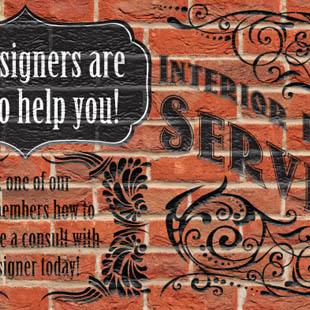 signers are
o help you!
one of our
members how to
e a consult with
signer today!
INTERIOR
SERV